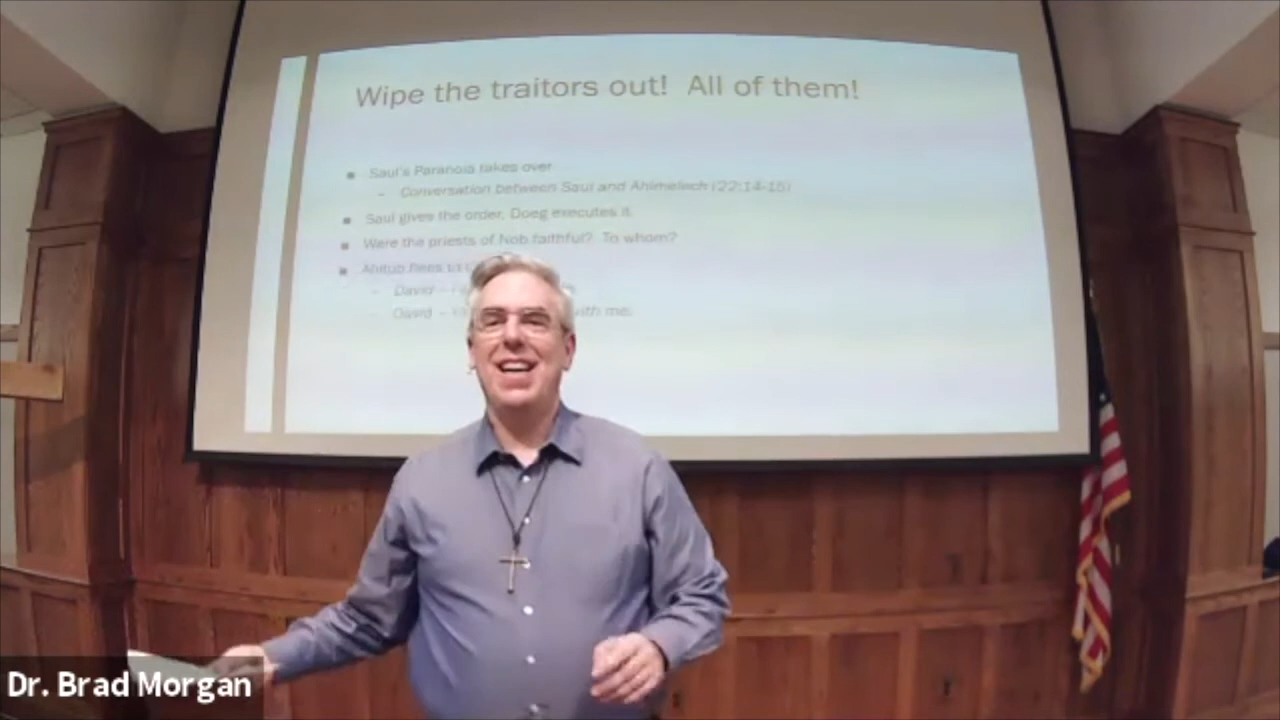 Wipe the traitors out! All of them!
Saul's Paranoia takes over
Conversation between Saul and Ahimelech (22:14-15)
Saul gives the order, Doeg executes it.
Were the priests of Nob faithful? To whom?
flees to
David –
David – with me.
Dr. Brad Morgan